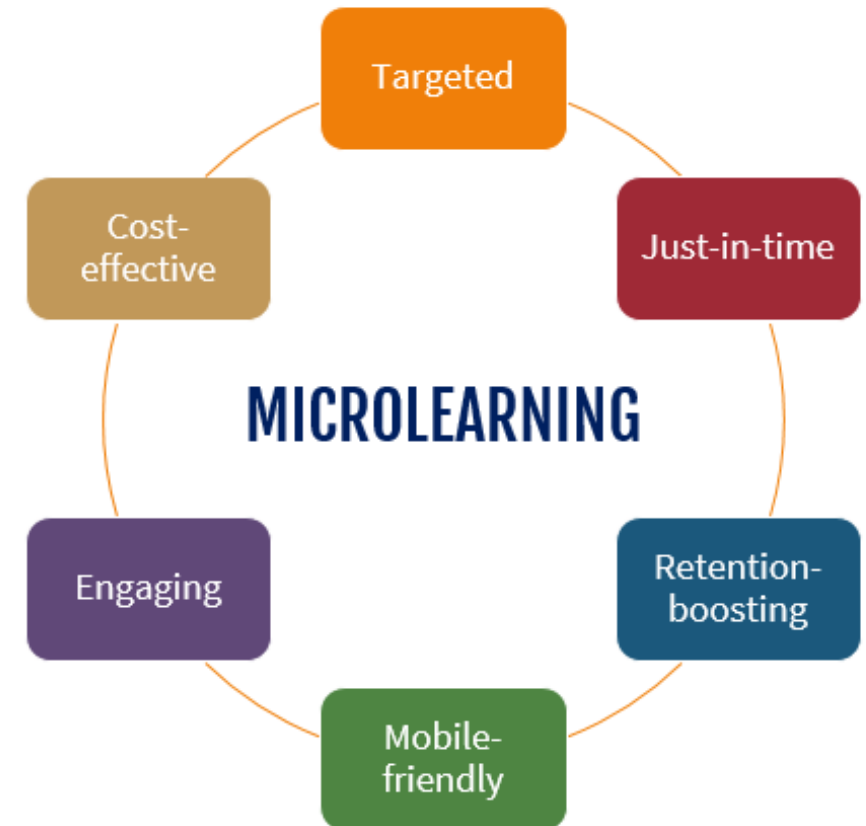 Targeted
Just-in-time
Retention-
boosting
Mobile-
friendly
Engaging
Cost-
effective
MICROLEARNING